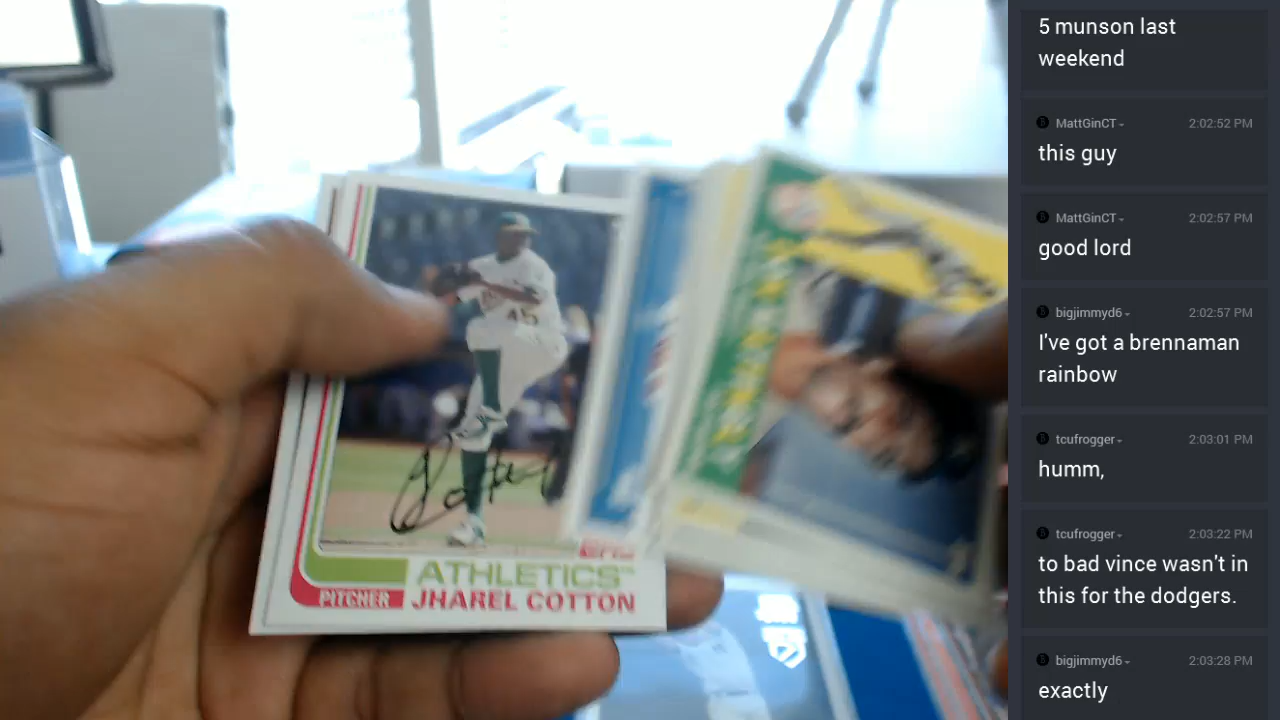 45
ATHLETICS™
PITCHER
JHAREL COTTON
5 munson last
weekend
MattGinCT
2:02:52 PM
this guy
MattGinCT
2:02:57 PM
good lord
bigjimmyd6
2:02:57 PM
I've got a brennaman
rainbow
tcufrogger
2:03:01 PM
humm,
tcufrogger
2:03:22 PM
to bad vince wasn't in
this for the dodgers.
bigjimmyd6
2:03:28 PM
exactly